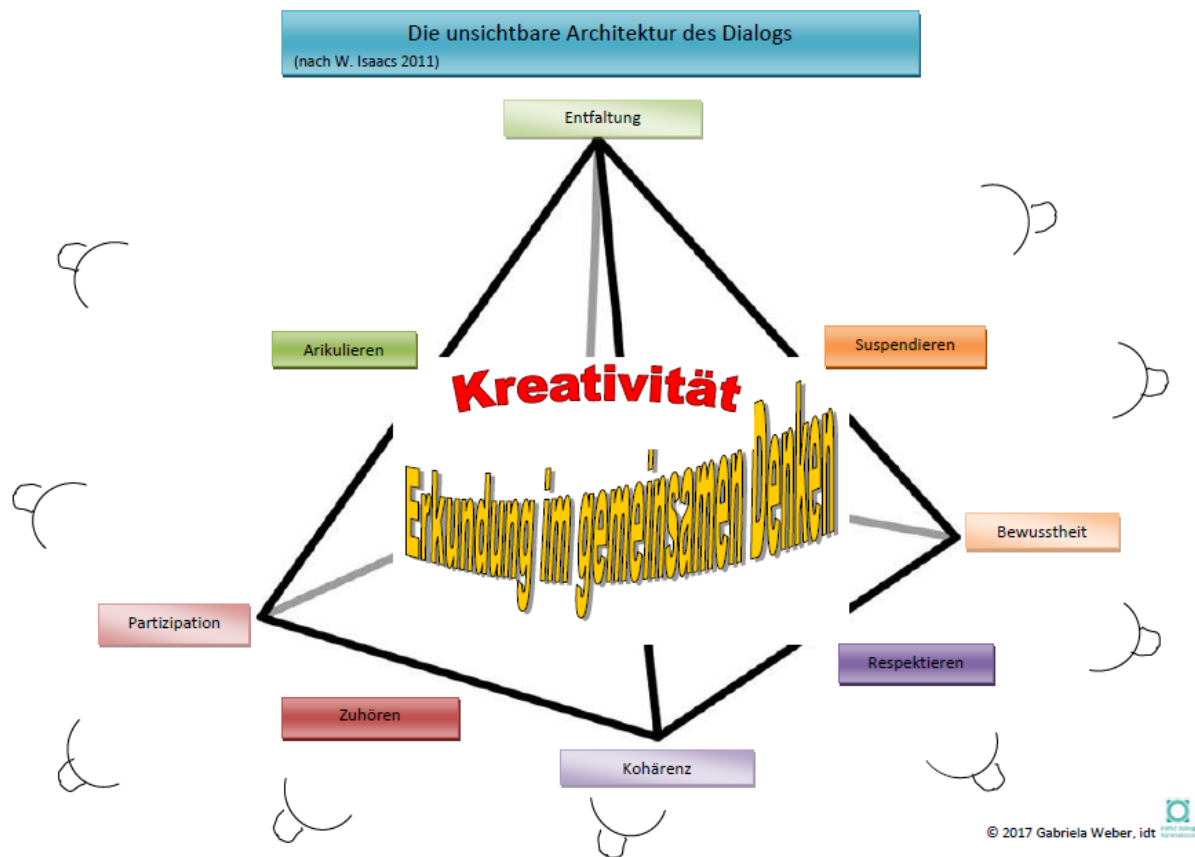 Die unsichtbare Architektur des Dialogs
(nach W. Isaacs 2011)
Entfaltung
Arikulieren
Suspendieren
Kreativität
Erkundung im gemeinsamen Denken
Bewusstheit
Partizipation
Respektieren
Zuhören
Kohärenz
© 2017 Gabriela Weber, idt